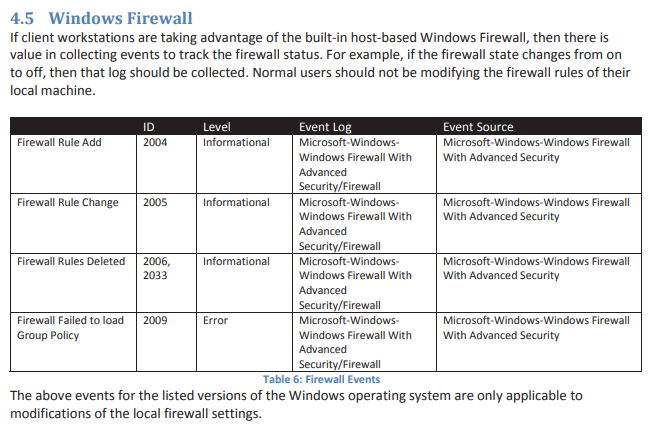 4.5 Windows Firewall
If client workstations are taking advantage of the built-in host-based Windows Firewall, then there is
value in collecting events to track the firewall status. For example, if the firewall state changes from on
to off, then that log should be collected. Normal users should not be modifying the firewall rules of their
local machine.
ID Level Event Log Event Source
Firewall Rule Add 2004 Informational Microsoft-Windows- Microsoft-Windows-Windows Firewall
Windows Firewall With With Advanced Security
Advanced
Security/Firewall
Firewall Rule Change 2005 Informational Microsoft-Windows- Microsoft-Windows-Windows Firewall
Windows Firewall With With Advanced Security
Advanced
Security/Firewall
Firewall Rules Deleted 2006, Informational Microsoft-Windows- Microsoft-Windows-Windows Firewall
2033 Windows Firewall With With Advanced Security
Advanced
Security/Firewall
Firewall Failed to load 2009 Error Microsoft-Windows- Microsoft-Windows-Windows Firewall
Group Policy Windows Firewall With With Advanced Security
Advanced
Security/Firewall
Table 6: Firewall Events
The above events for the listed versions of the Windows operating system are only applicable to
modifications of the local firewall settings.